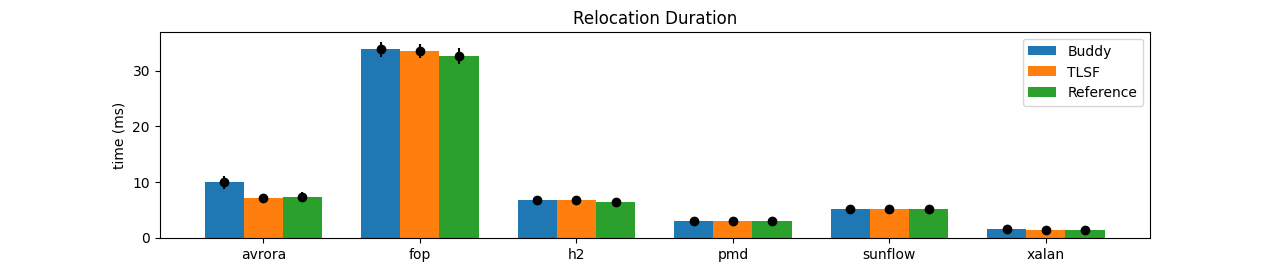 Relocation Duration
time (ms)
30
20
10
0
Buddy
TLSF
Reference
avrora fop h2 pmd sunflow xalan